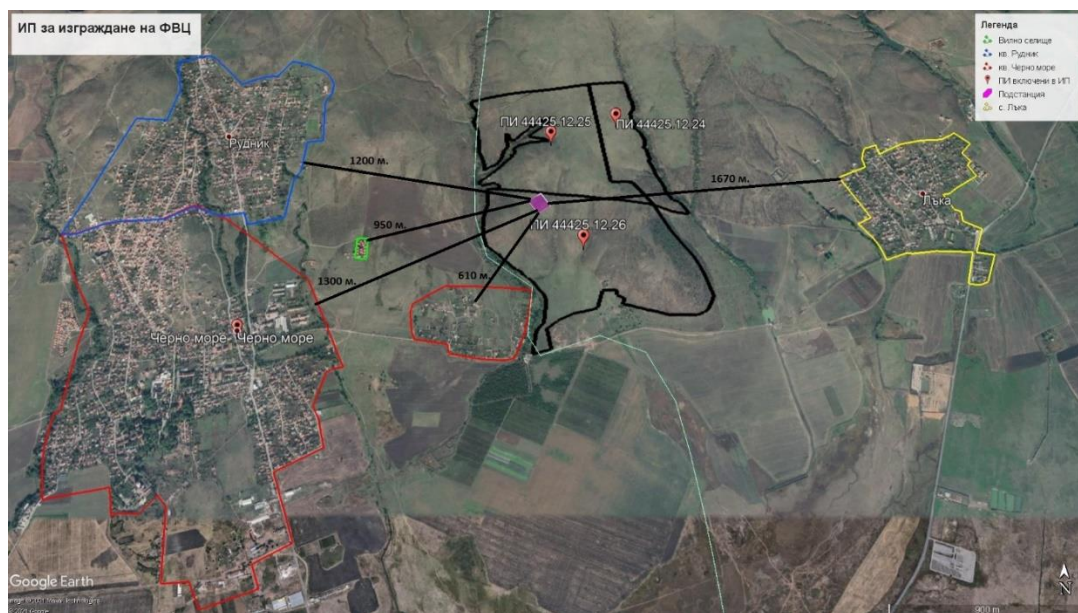 ИП за изграждане на ФВЦ
Легенда
Вилно селище
кв. Рудник
кв. Черно море
ПИ включени в ИП
Подстанция
с. Лъка
ПИ 44425.12.25
ПИ 44425.12.24
Рудник
1200 м.
1670 м.
Лъка
950 м.
ПИ 44425.12.26
610 м.
1300 м.
Черно море
Черно море
Google Earth
N
900 m